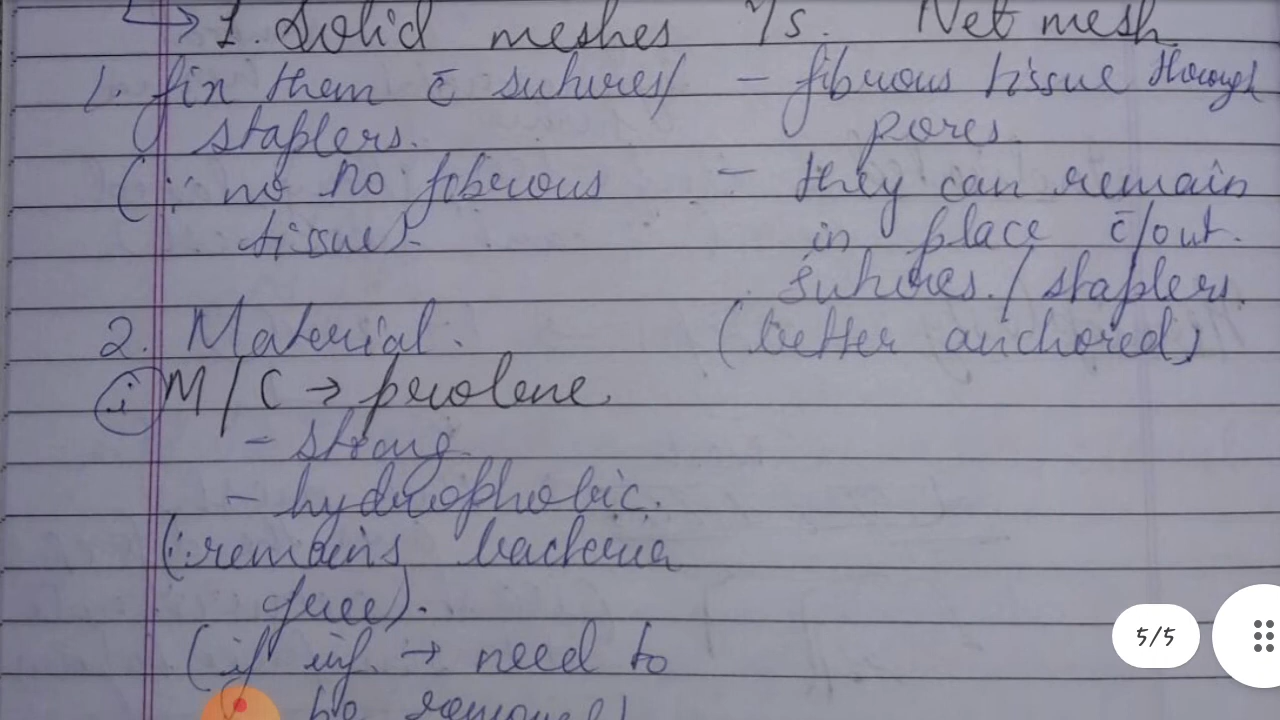 ↳ 1. Solid meshes v/s. Net mesh
1. fix them c̄ sutures/ staplers. (∵ no no fibrous tissue).
- fibrous tissue through pores.
- they can remain in place c̄/out. sutures./staplers. (better anchored)
2. Material.
(i) M/C → prolene
- strong
- hydrophobic.
(∵ remains bacteria free).
(if inf. → need to
be removed)
5/5